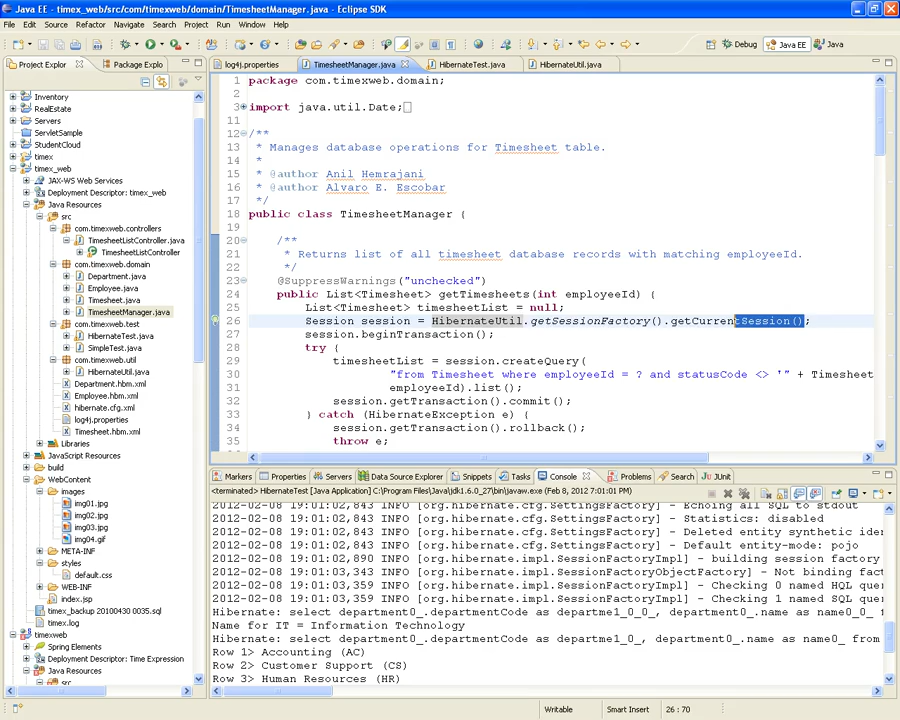 Java EE - timex_web/src/com/timexweb/domain/TimesheetManager.java - Eclipse SDK
File Edit Source Refactor Navigate Search Project Run Window Help
Debug Java EE Java
Project Explor Package Explo
Inventory
RealEstate
Servers
ServletSample
StudentCloud
timex
timex_web
JAX-WS Web Services
Deployment Descriptor: timex_web
Java Resources
src
com.timexweb.controllers
TimesheetListController.java
TimesheetListController
com.timexweb.domain
Department.java
Employee.java
Timesheet.java
TimesheetManager.java
com.timexweb.test
HibernateTest.java
SimpleTest.java
com.timexweb.util
HibernateUtil.java
Department.hbm.xml
Employee.hbm.xml
hibernate.cfg.xml
log4j.properties
Timesheet.hbm.xml
Libraries
JavaScript Resources
build
WebContent
images
img01.jpg
img02.jpg
img03.jpg
img04.gif
META-INF
styles
default.css
WEB-INF
index.jsp
timex_backup 20100430 0035.sql
timex.log
timexweb
Spring Elements
Deployment Descriptor: Time Expression
Java Resources
src
log4j.properties TimesheetManager.java HibernateTest.java HibernateUtil.java
1 package com.timexweb.domain;
2
3 import java.util.Date;
11
12 /**
13 * Manages database operations for Timesheet table.
14 *
15 * @author Anil Hemrajani
16 * @author Alvaro E. Escobar
17 */
18 public class TimesheetManager {
19
20 /**
21 * Returns list of all timesheet database records with matching employeeId.
22 */
23 @SuppressWarnings("unchecked")
24 public List<Timesheet> getTimesheets(int employeeId) {
25 List<Timesheet> timesheetList = null;
26 Session session = HibernateUtil.getSessionFactory().getCurrentSession();
27 session.beginTransaction();
28 try {
29 timesheetList = session.createQuery(
30 "from Timesheet where employeeId = ? and statusCode <> '" + Timesheet
31 employeeId).list();
32 session.getTransaction().commit();
33 } catch (HibernateException e) {
34 session.getTransaction().rollback();
35 throw e;
Markers Properties Servers Data Source Explorer Snippets Tasks Console Problems Search JUnit
<terminated> HibernateTest [Java Application] C:\Program Files\Java\jdk1.6.0_27\bin\javaw.exe (Feb 8, 2012 7:01:01 PM)
2012-02-08 19:01:02,843 INFO [org.hibernate.cfg.SettingsFactory] - Echoing all SQL to stdout
2012-02-08 19:01:02,843 INFO [org.hibernate.cfg.SettingsFactory] - Statistics: disabled
2012-02-08 19:01:02,843 INFO [org.hibernate.cfg.SettingsFactory] - Deleted entity synthetic ide
2012-02-08 19:01:02,843 INFO [org.hibernate.cfg.SettingsFactory] - Default entity-mode: pojo
2012-02-08 19:01:02,890 INFO [org.hibernate.impl.SessionFactoryImpl] - building session factory
2012-02-08 19:01:03,343 INFO [org.hibernate.impl.SessionFactoryObjectFactory] - Not binding fac
2012-02-08 19:01:03,359 INFO [org.hibernate.impl.SessionFactoryImpl] - Checking 0 named HQL que
2012-02-08 19:01:03,359 INFO [org.hibernate.impl.SessionFactoryImpl] - Checking 1 named SQL que
Hibernate: select department0_.departmentCode as departme1_0_0_, department0_.name as name0_0_ f
Name for IT = Information Technology
Hibernate: select department0_.departmentCode as departme1_0_, department0_.name as name0_ from
Row 1> Accounting (AC)
Row 2> Customer Support (CS)
Row 3> Human Resources (HR)
Writable Smart Insert 26 : 70